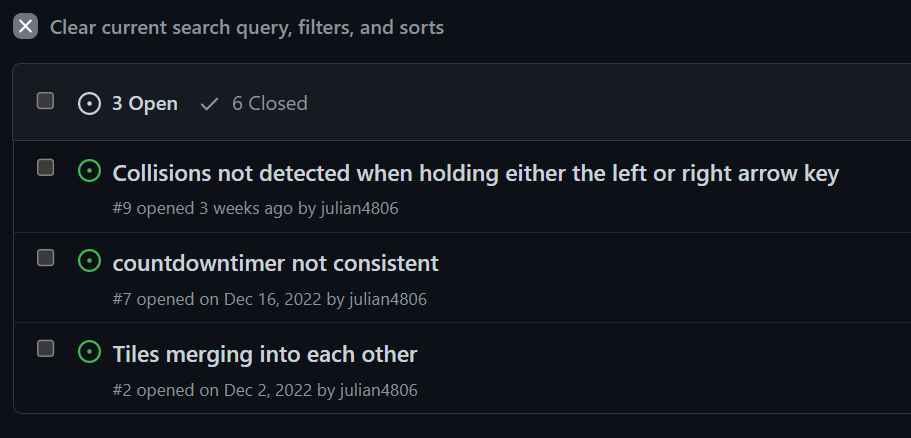 Clear current search query, filters, and sorts
3 Open 6 Closed
Collisions not detected when holding either the left or right arrow key
#9 opened 3 weeks ago by julian4806
countdowntimer not consistent
#7 opened on Dec 16, 2022 by julian4806
Tiles merging into each other
#2 opened on Dec 2, 2022 by julian4806